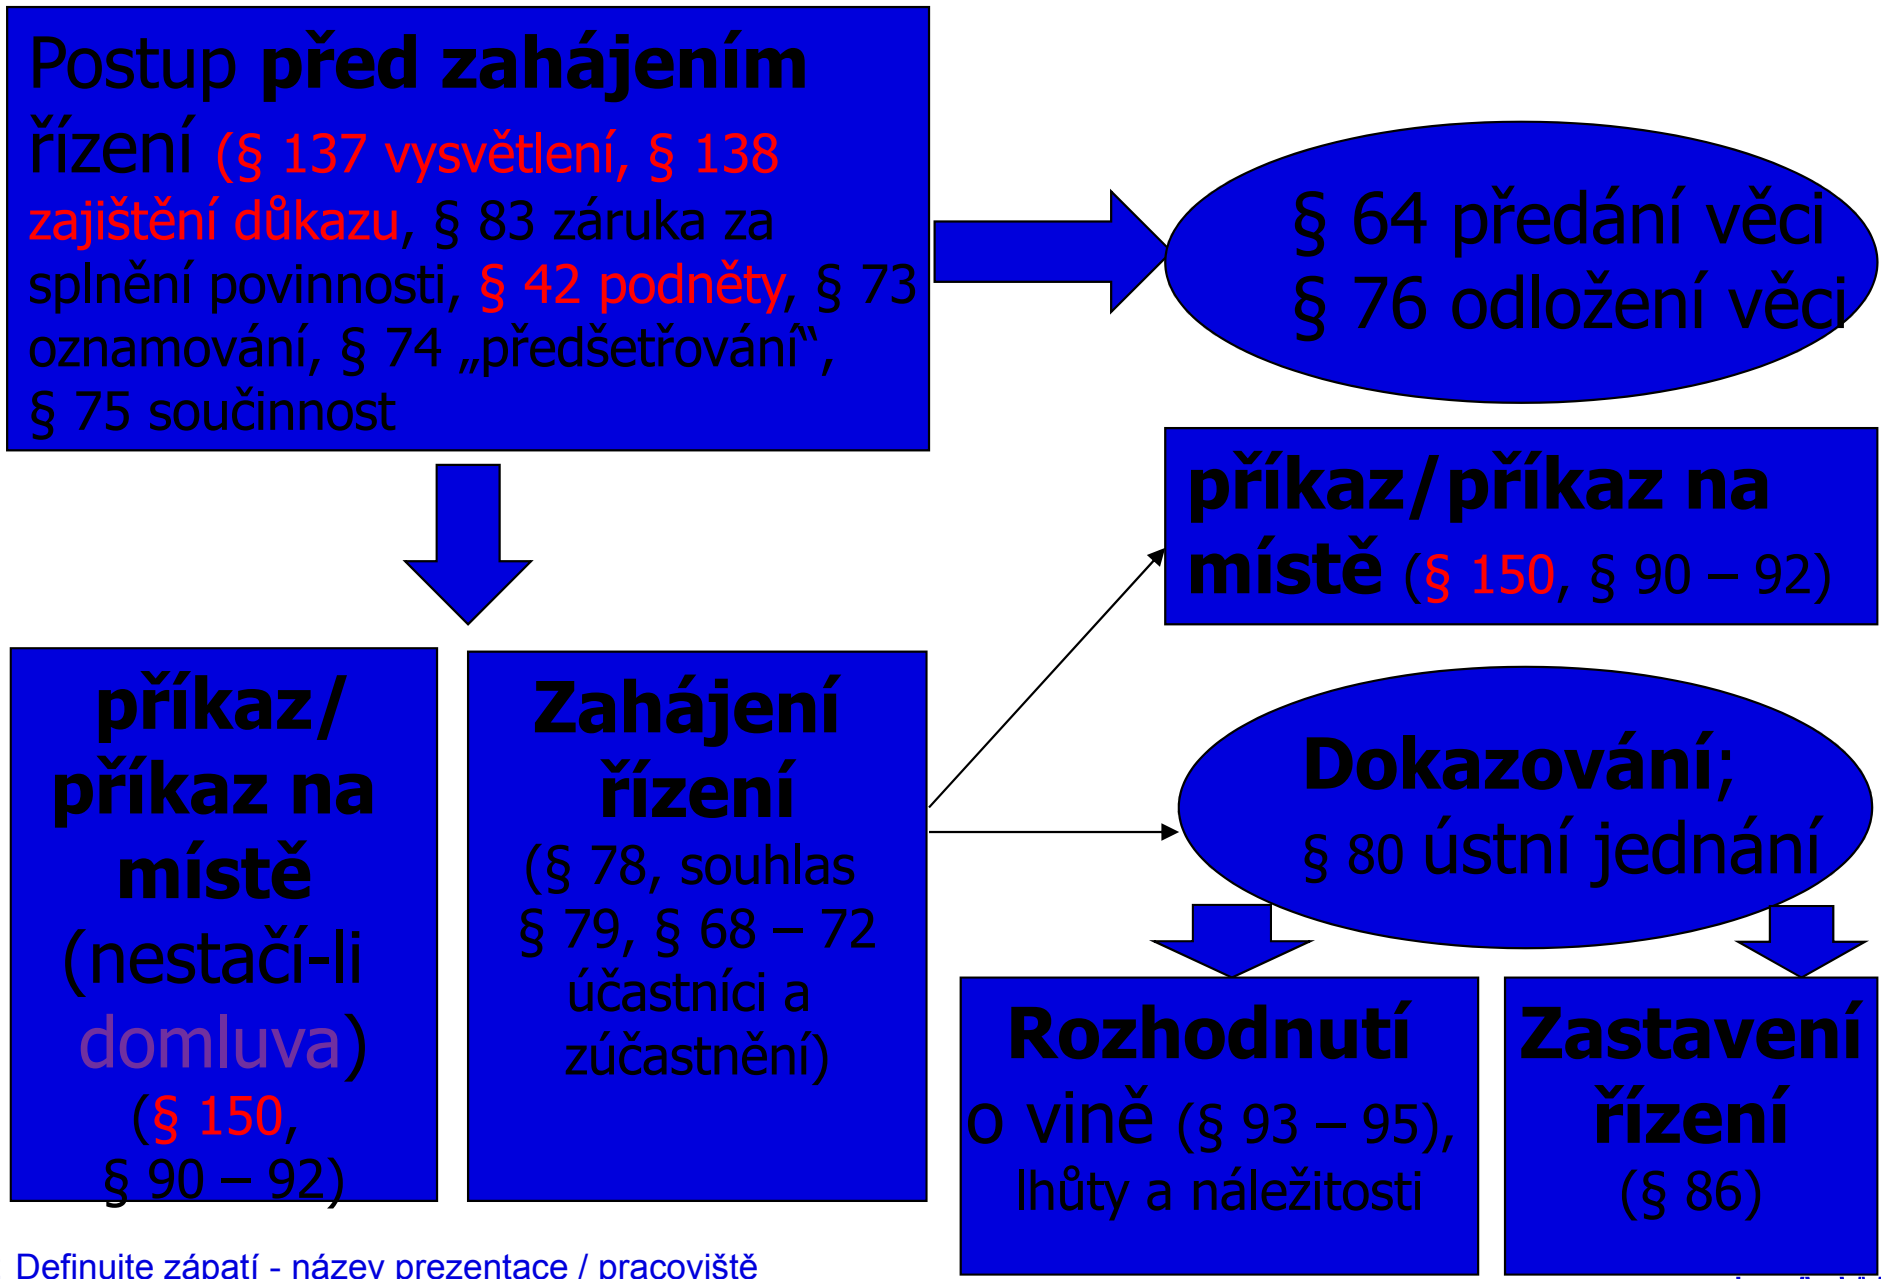 Postup před zahájením
řízení (§ 137 vysvětlení, § 138
zajištění důkazu, § 83 záruka za
splnění povinnosti, § 42 podněty, § 73
oznamování, § 74 „předšetřování“,
§ 75 součinnost
§ 64 předání věci
§ 76 odložení věci
příkaz/příkaz na
místě (§ 150, § 90 – 92)
příkaz/
příkaz na
místě
(nestačí-li
domluva)
(§ 150,
§ 90 – 92)
Zahájení
řízení
(§ 78, souhlas
§ 79, § 68 – 72
účastníci a
zúčastnění)
Dokazování;
§ 80 ústní jednání
Rozhodnutí
o vině (§ 93 – 95),
lhůty a náležitosti
Zastavení
řízení
(§ 86)
Definujte zápatí - název prezentace / pracoviště